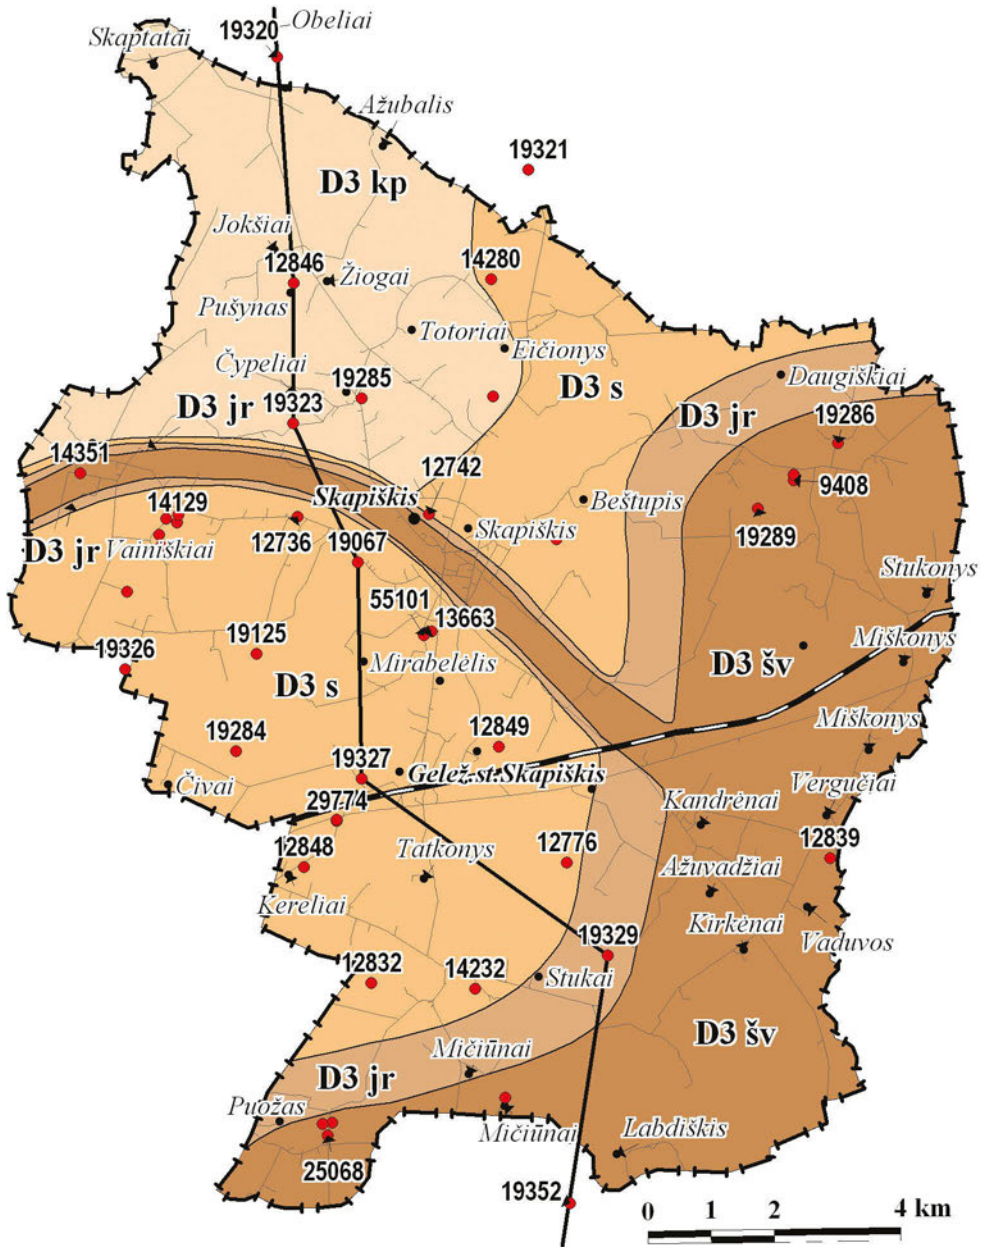 Obeliai
19320
Skaptatai
Ažubalis
19321
D3 kp
Jokšiai
12846
14280
Žiogai
Pušynas
Totoriai
Eičionys
Čypeliai
19285
D3 s
Daugiškiai
D3 jr
19323
D3 jr
19286
14351
12742
9408
Skapiškis
Beštupis
14129
Skapiškis
19289
D3 jr
Vainiškiai
12736
19067
Stukonys
55101
13663
19125
Miškonys
19326
Mirabelėlis
D3 šv
D3 s
Miškonys
19284
12849
19327
Gelež.st.Skapiškis
Vergučiai
Čivai
29774
Kandrėnai
12848
Tatkonys
12776
12839
Ažuvadžiai
Kereliai
Kirkėnai
19329
Vaduvos
12832
14232
Stukai
D3 šv
Mičiūnai
D3 jr
Puožas
Mičiūnai
Labdiškis
25068
19352
0 1 2 4 km